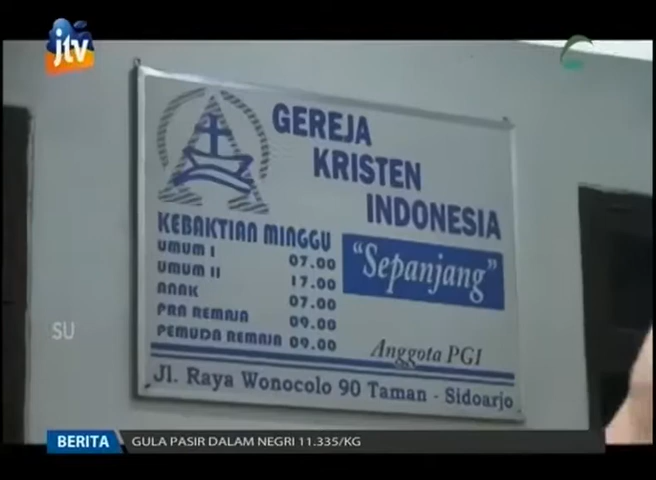 jtv
GEREJA
KRISTEN
INDONESIA
"Sepanjang"
KEBAKTIAN MINGGU
UMUM I 07.00
UMUM II 17.00
ANAK 07.00
PRA REMAJA 09.00
PEMUDA REMAJA 09.00
Anggota PGI
Jl. Raya Wonocolo 90 Taman - Sidoarjo
SU
BERITA GULA PASIR DALAM NEGRI 11.335/KG